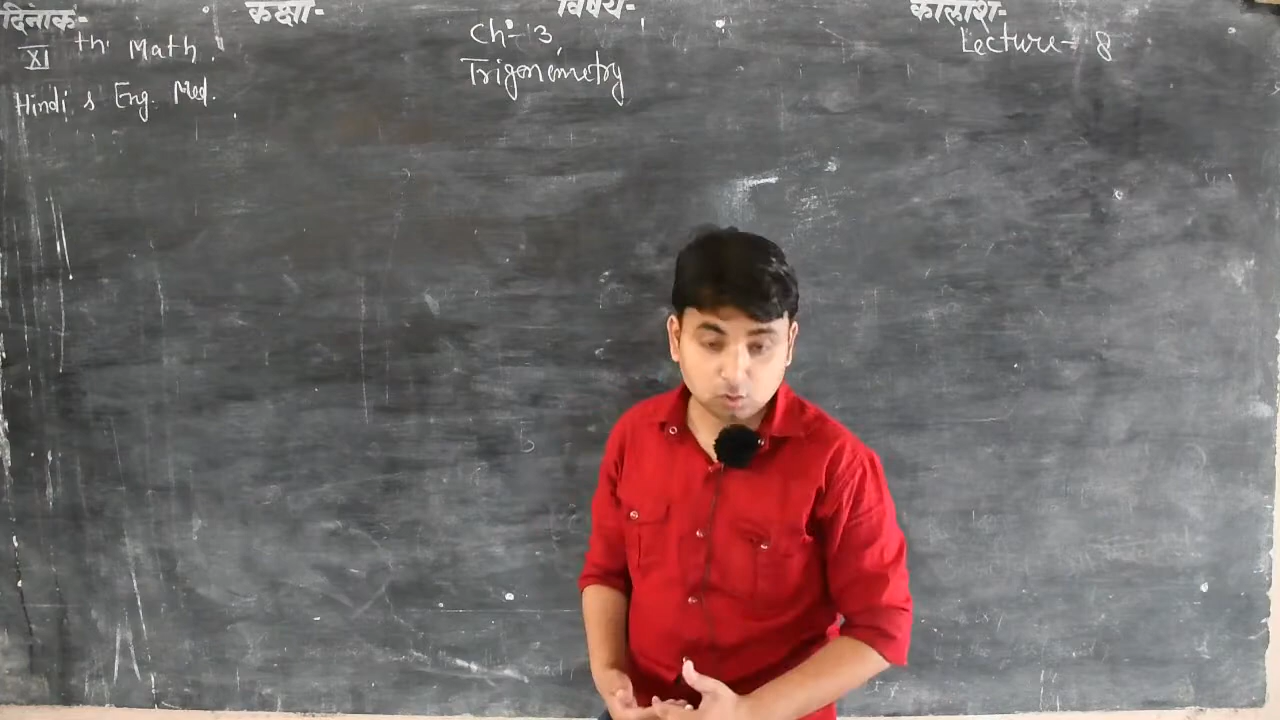 दिनाक- कक्षा- विषय- कालांश-
XI th Math. Ch-3, Lecture-8
Trigonometry
Hindi & Eng. Med.